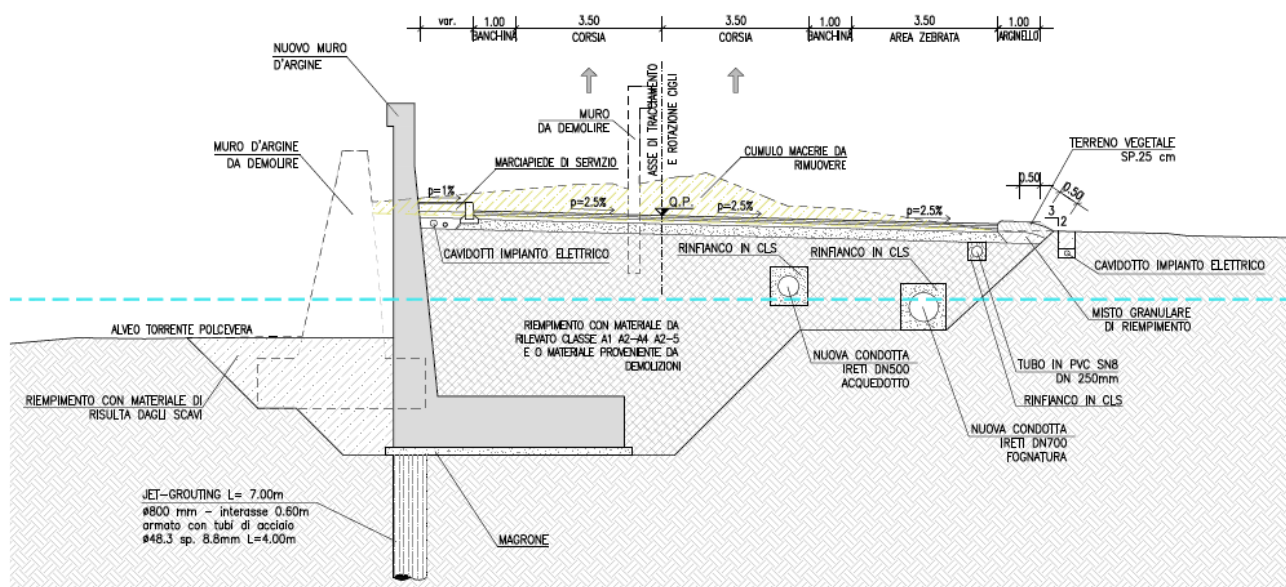 var.
1.00
3.50
3.50
1.00
3.50
1.00
BANCHINA
CORSIA
CORSIA
BANCHINA
AREA ZEBRATA
ARGINELLO
NUOVO MURO
D'ARGINE
MURO D'ARGINE
DA DEMOLIRE
MARCIAPIEDE DI SERVIZIO
MURO
DA DEMOLIRE
ASSE DI TRACCIAMENTO
E ROTAZIONE CIGLI
CUMULO MACERIE DA
RIMUOVERE
TERRENO VEGETALE
SP.25 cm
0.50
0.50
3
2
p=1%
p=2.5%
Q.P.
p=2.5%
p=2.5%
CAVIDOTTI IMPIANTO ELETTRICO
RINFIANCO IN CLS
RINFIANCO IN CLS
CAVIDOTTO IMPIANTO ELETTRICO
MISTO GRANULARE
DI RIEMPIMENTO
ALVEO TORRENTE POLCEVERA
RIEMPIMENTO CON MATERIALE DA
RILEVATO CLASSE A1 A2-A4 A2-5
E O MATERIALE PROVENIENTE DA
DEMOLIZIONI
NUOVA CONDOTTA
IRETI DN500
ACQUEDOTTO
TUBO IN PVC SN8
DN 250mm
RINFIANCO IN CLS
RIEMPIMENTO CON MATERIALE DI
RISULTA DAGLI SCAVI
NUOVA CONDOTTA
IRETI DN700
FOGNATURA
JET-GROUTING L= 7.00m
ø800 mm - interasse 0.60m
armato con tubi di acciaio
ø48.3 sp. 8.8mm L=4.00m
MAGRONE